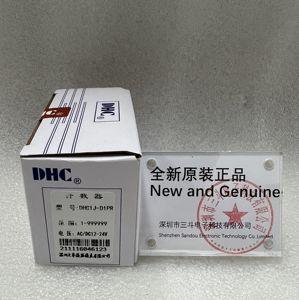 DHC
DHC®
计数器
型 号:DHC1J-D1PR
范 围:1-999999
电 压:AC/DC12-24V
211116046123
全新原装正品
New and Genuine
深圳市三斗电子科技有限公司
Shenzhen Sandou Electronic Technology Co., Limited